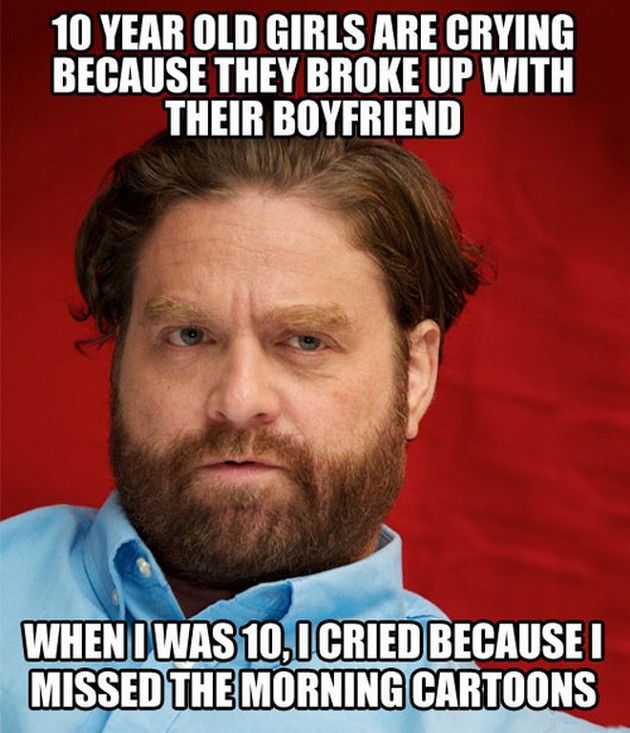 10 YEAR OLD GIRLS ARE CRYING
BECAUSE THEY BROKE UP WITH
THEIR BOYFRIEND
WHEN I WAS 10, I CRIED BECAUSE I
MISSED THE MORNING CARTOONS